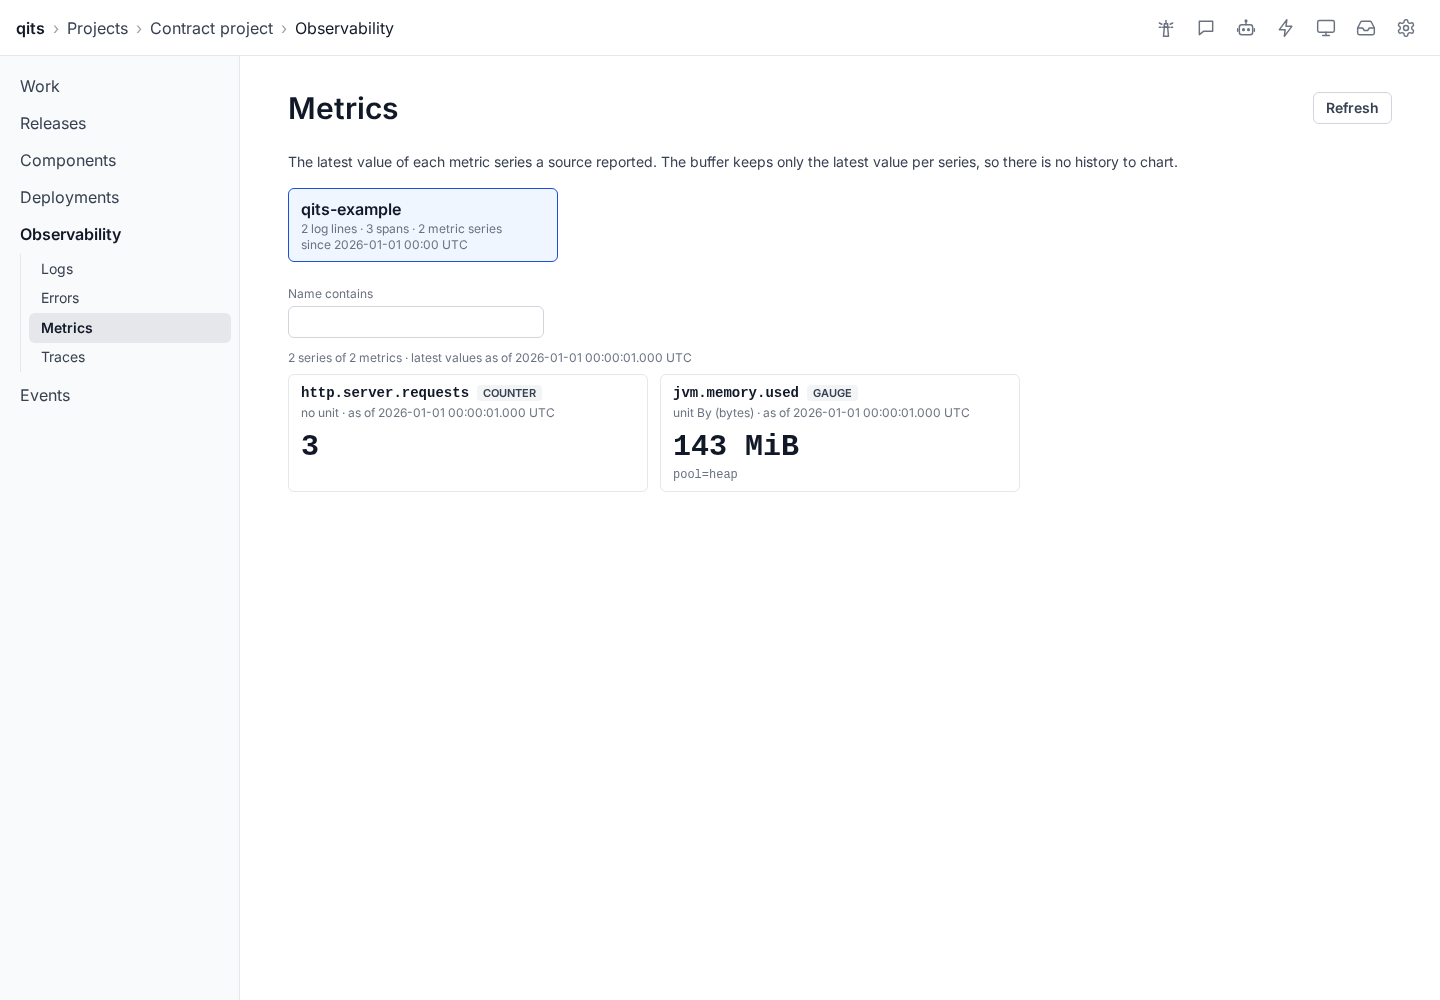 qits › Projects › Contract project › Observability
Work
Releases
Components
Deployments
Observability
Logs
Errors
Metrics
Traces
Events
Metrics
Refresh
The latest value of each metric series a source reported. The buffer keeps only the latest value per series, so there is no history to chart.
qits-example
2 log lines · 3 spans · 2 metric series
since 2026-01-01 00:00 UTC
Name contains
2 series of 2 metrics · latest values as of 2026-01-01 00:00:01.000 UTC
http.server.requests COUNTER
no unit · as of 2026-01-01 00:00:01.000 UTC
3
jvm.memory.used GAUGE
unit By (bytes) · as of 2026-01-01 00:00:01.000 UTC
143 MiB
pool=heap